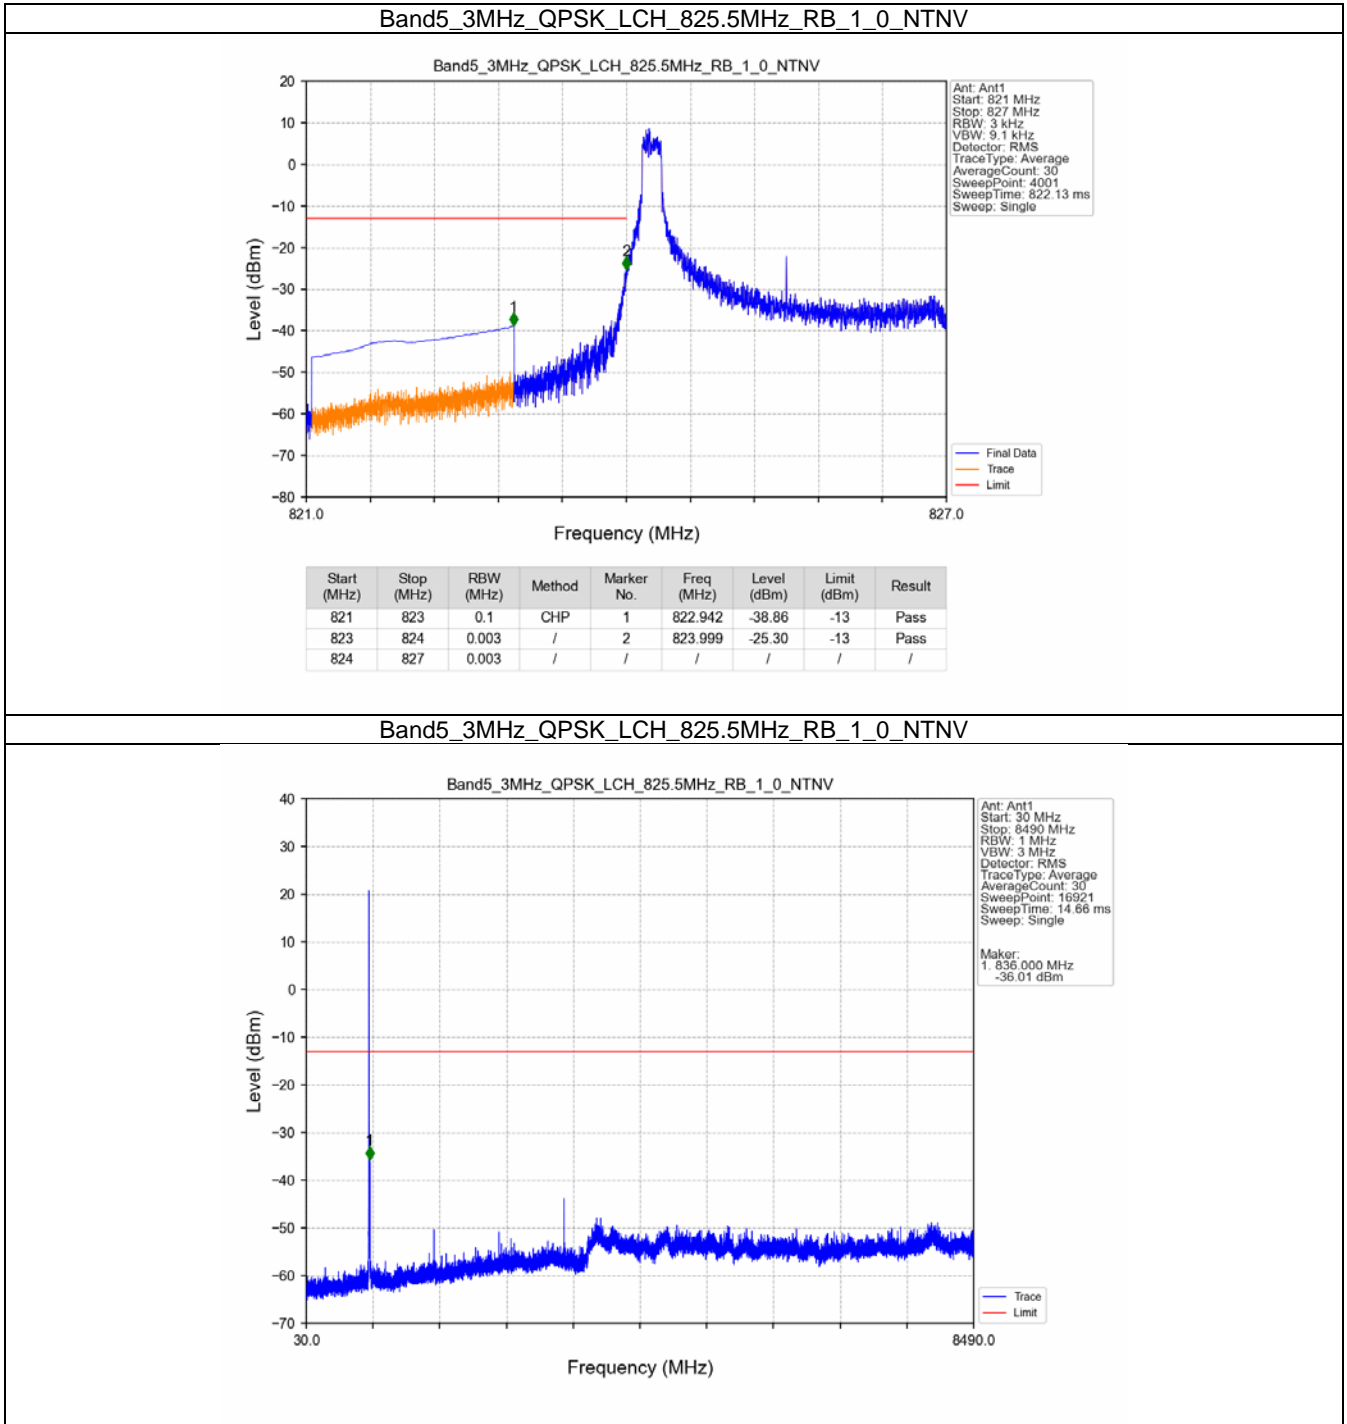 Band5_3MHz_QPSK_LCH_825.5MHz_RB_1_0_NTNV
Band5_3MHz_QPSK_LCH_825.5MHz_RB_1_0_NTNV
20
10
0
−10
−20
−30
−40
−50
−60
−70
−80
Level (dBm)
1
2
821.0
827.0
Frequency (MHz)
Ant: Ant1
Start: 821 MHz
Stop: 827 MHz
RBW: 3 kHz
VBW: 9.1 kHz
Detector: RMS
TraceType: Average
AverageCount: 30
SweepPoint: 4001
SweepTime: 822.13 ms
Sweep: Single
Final Data
Trace
Limit
Start (MHz) Stop (MHz) RBW (MHz) Method Marker No. Freq (MHz) Level (dBm) Limit (dBm) Result
821 823 0.1 CHP 1 822.942 -38.86 -13 Pass
823 824 0.003 / 2 823.999 -25.30 -13 Pass
824 827 0.003 / / / / / /
Band5_3MHz_QPSK_LCH_825.5MHz_RB_1_0_NTNV
Band5_3MHz_QPSK_LCH_825.5MHz_RB_1_0_NTNV
40
30
20
10
0
−10
−20
−30
−40
−50
−60
−70
Level (dBm)
1
30.0
8490.0
Frequency (MHz)
Ant: Ant1
Start: 30 MHz
Stop: 8490 MHz
RBW: 1 MHz
VBW: 3 MHz
Detector: RMS
TraceType: Average
AverageCount: 30
SweepPoint: 16921
SweepTime: 14.66 ms
Sweep: Single
Maker:
1. 836.000 MHz
-36.01 dBm
Trace
Limit